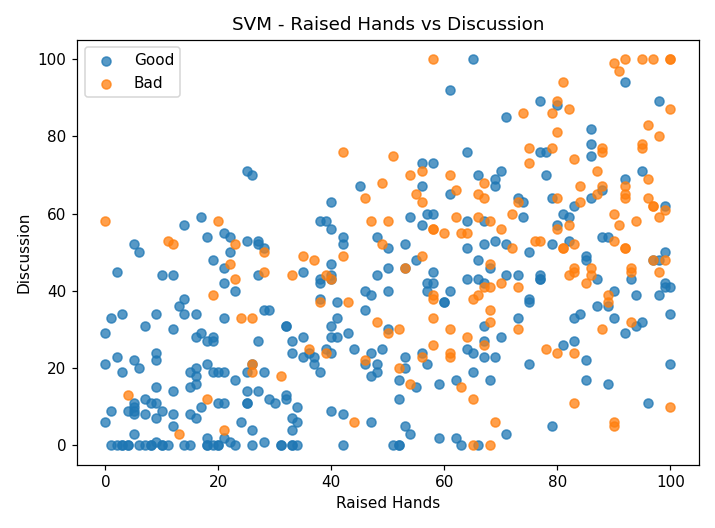 SVM - Raised Hands vs Discussion
Good
Bad
100
80
60
40
20
0
Discussion
0 20 40 60 80 100
Raised Hands